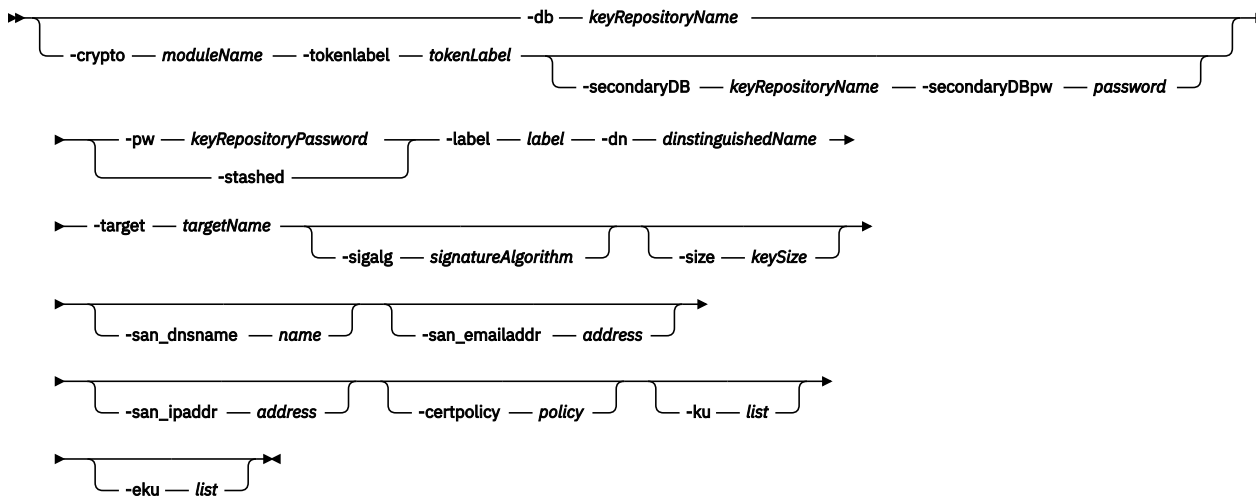 -db keyRepositoryName
-crypto moduleName -tokenlabel tokenLabel
-secondaryDB keyRepositoryName -secondaryDBpw password
-pw keyRepositoryPassword -label label -dn dinstinguishedName
-stashed
-target targetName
-sigalg signatureAlgorithm -size keySize
-san_dnsname name -san_emailaddr address
-san_ipaddr address -certpolicy policy -ku list
-eku list